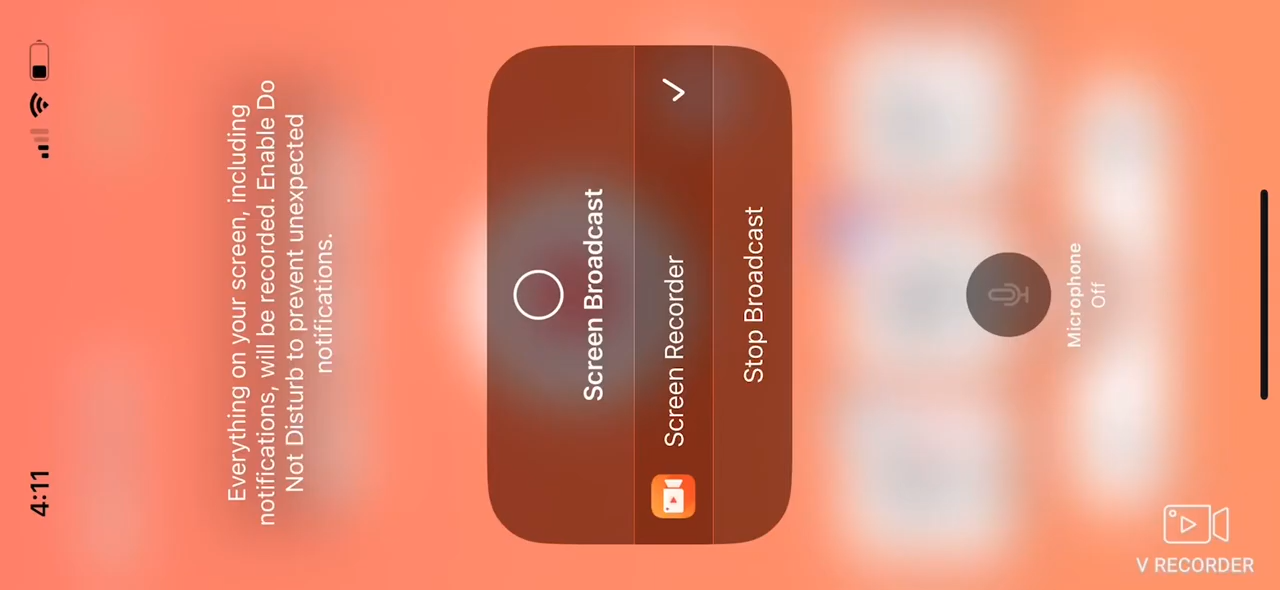 4:11
Everything on your screen, including
notifications, will be recorded. Enable Do
Not Disturb to prevent unexpected
notifications.
Screen Broadcast
Screen Recorder
Stop Broadcast
Microphone
Off
V RECORDER